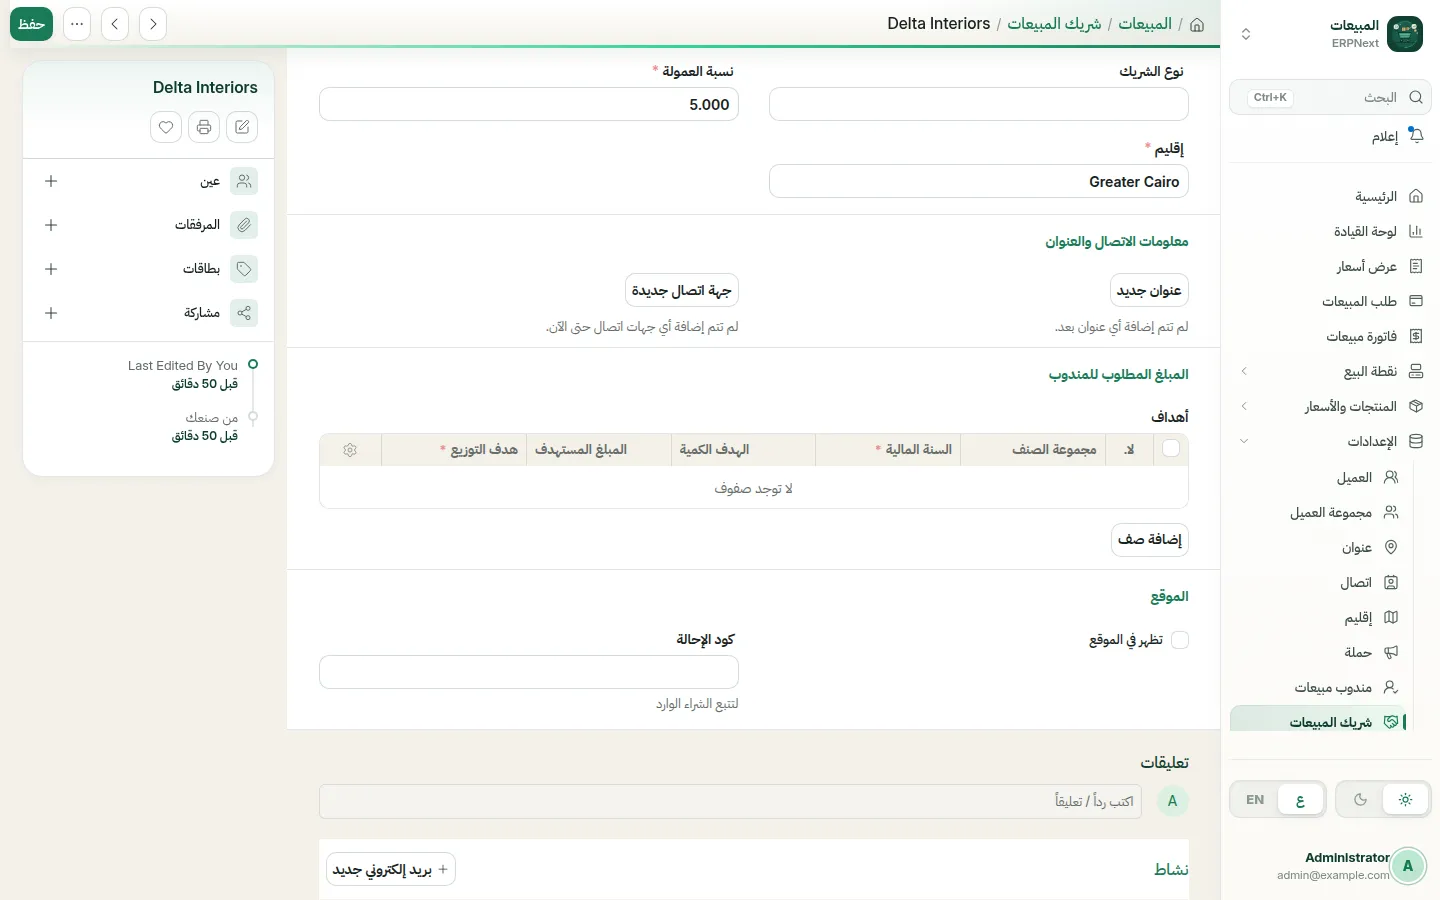 المبيعات
ERPNext
البحث
Ctrl+K
إعلام
الرئيسية
لوحة القيادة
عرض أسعار
طلب المبيعات
فاتورة مبيعات
نقطة البيع
المنتجات والأسعار
الإعدادات
العميل
مجموعة العميل
عنوان
اتصال
إقليم
حملة
مندوب مبيعات
شريك المبيعات
ع
EN
Administrator
admin@example.com
A
المبيعات / شريك المبيعات / Delta Interiors
حفظ
نوع الشريك
نسبة العمولة *
5.000
إقليم *
Greater Cairo
معلومات الاتصال والعنوان
عنوان جديد
جهة اتصال جديدة
لم تتم إضافة أي عنوان بعد.
لم تتم إضافة أي جهات اتصال حتى الآن.
المبلغ المطلوب للمندوب
أهداف
لا.
مجموعة الصنف
السنة المالية *
الهدف الكمية
المبلغ المستهدف
هدف التوزيع *
لا توجد صفوف
إضافة صف
الموقع
تظهر في الموقع
كود الإحالة
لتتبع الشراء الوارد
تعليقات
A
اكتب رداً / تعليقاً
نشاط
+ بريد إلكتروني جديد
Delta Interiors
عين
المرفقات
بطاقات
مشاركة
Last Edited By You
قبل 50 دقائق
من صنعك
قبل 50 دقائق